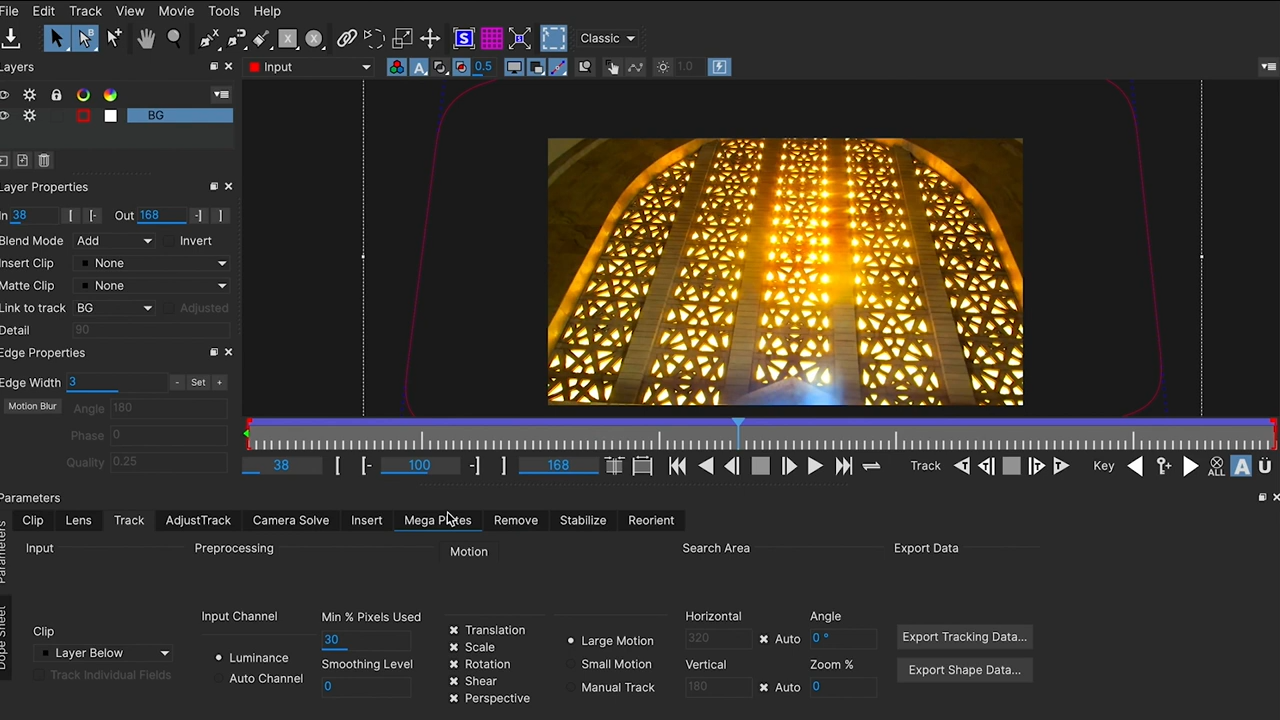 File Edit Track View Movie Tools Help
Classic
Layers
Input 0.5 1.0
BG
Layer Properties
In 38 Out 168
Blend Mode Add Invert
Insert Clip None
Matte Clip None
Link to track BG Adjusted
Detail 90
Edge Properties
Edge Width 3 - Set +
Motion Blur Angle 180
Phase 0
Quality 0.25
38 100 168 Track Key ALL A Ü
Parameters
Clip Lens Track AdjustTrack Camera Solve Insert Mega Plates Remove Stabilize Reorient
Parameters
Dope Sheet
Input Preprocessing Motion Search Area Export Data
Input Channel Min % Pixels Used Horizontal Angle
Clip 30 Translation Large Motion 320 Auto 0 ° Export Tracking Data...
Layer Below Luminance Smoothing Level Scale Small Motion Vertical Zoom % Export Shape Data...
Track Individual Fields Auto Channel 0 Rotation Manual Track 180 Auto 0
Shear
Perspective